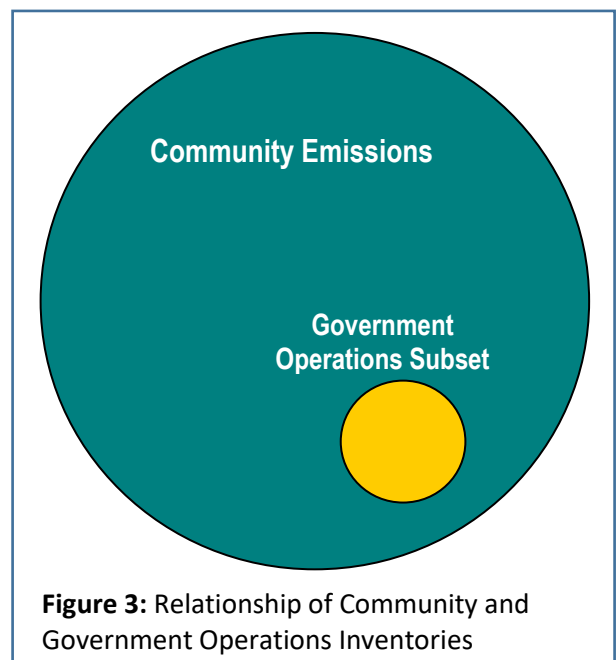 Community Emissions
Government
Operations Subset
Figure 3: Relationship of Community and
Government Operations Inventories